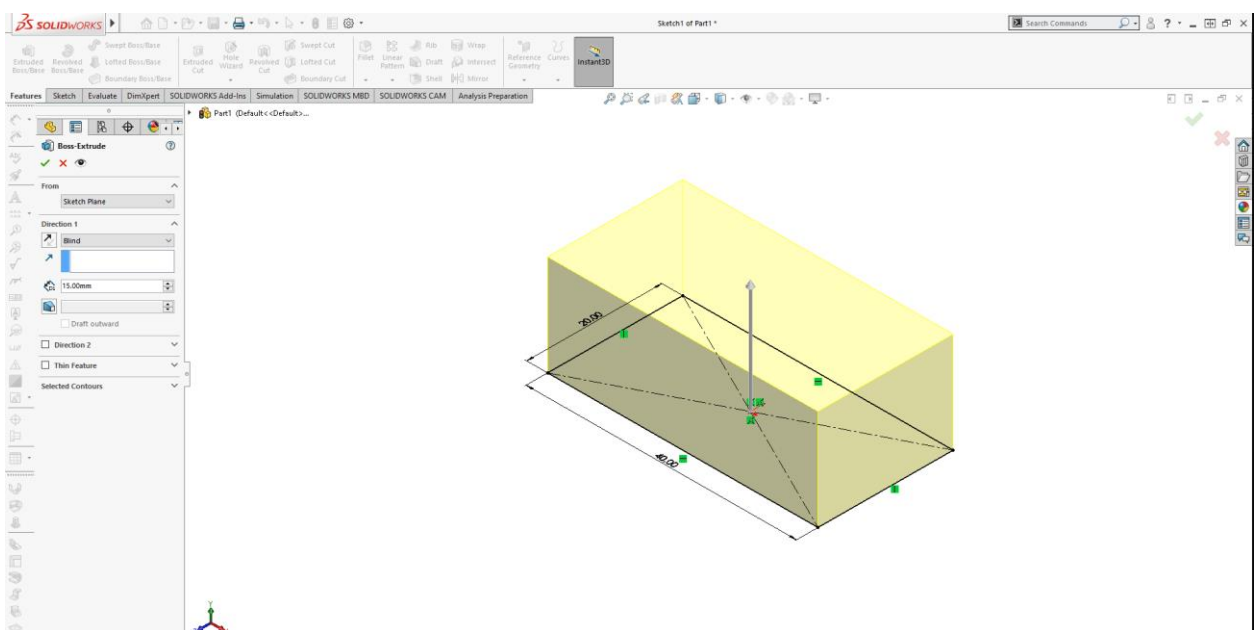 SOLIDWORKS
Sketch1 of Part1 *
Search Commands
Extruded Boss/Base
Revolved Boss/Base
Swept Boss/Base
Lofted Boss/Base
Boundary Boss/Base
Extruded Cut
Hole Wizard
Revolved Cut
Swept Cut
Lofted Cut
Boundary Cut
Fillet
Linear Pattern
Rib
Draft
Shell
Wrap
Intersect
Mirror
Reference Geometry
Curves
Instant3D
Features Sketch Evaluate DimXpert SOLIDWORKS Add-Ins Simulation SOLIDWORKS MBD SOLIDWORKS CAM Analysis Preparation
Part1 (Default<<Default>...
Boss-Extrude
From
Sketch Plane
Direction 1
Blind
15.00mm
Draft outward
Direction 2
Thin Feature
Selected Contours
20.00
40.00
Y